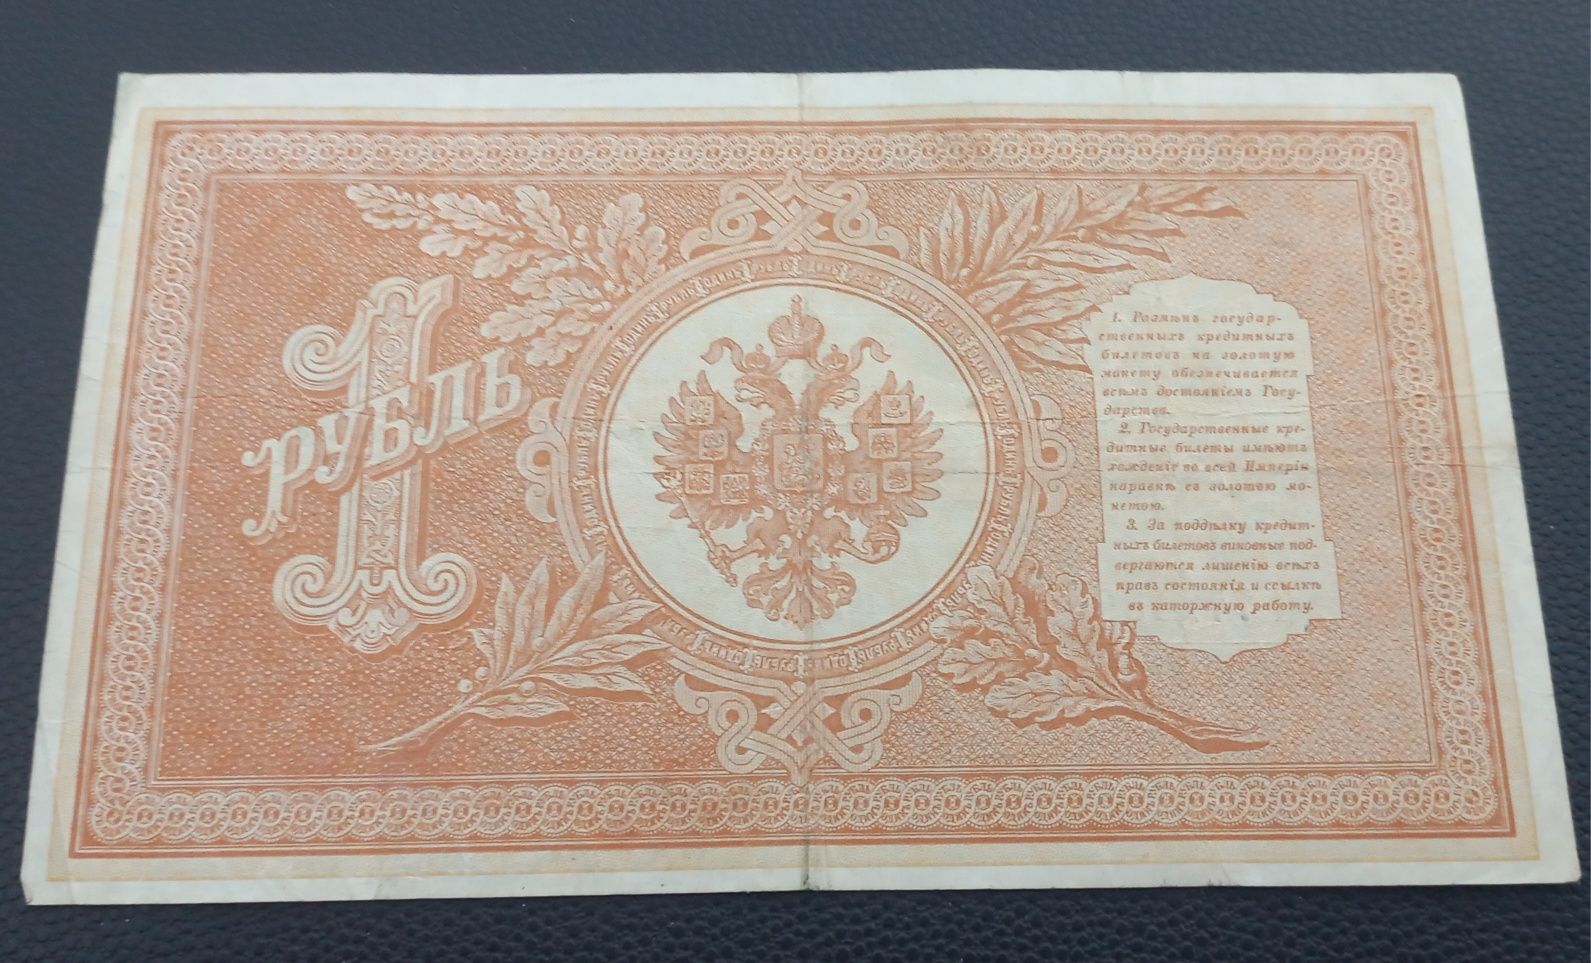 1
РУБЛЬ
1. Размѣнъ государ-
ственныхъ кредитныхъ
билетовъ на золотую
монету обезпечивается
всѣмъ достояніемъ Госу-
дарства.
2. Государственные кре-
дитные билеты имѣютъ
хожденіе во всей Имперіи
наравнѣ съ золотою мо-
нетою.
3. За поддѣлку кредит-
ныхъ билетовъ виновные под-
вергаются лишенію всѣхъ
правъ состоянія и ссылкѣ
въ каторжную работу.